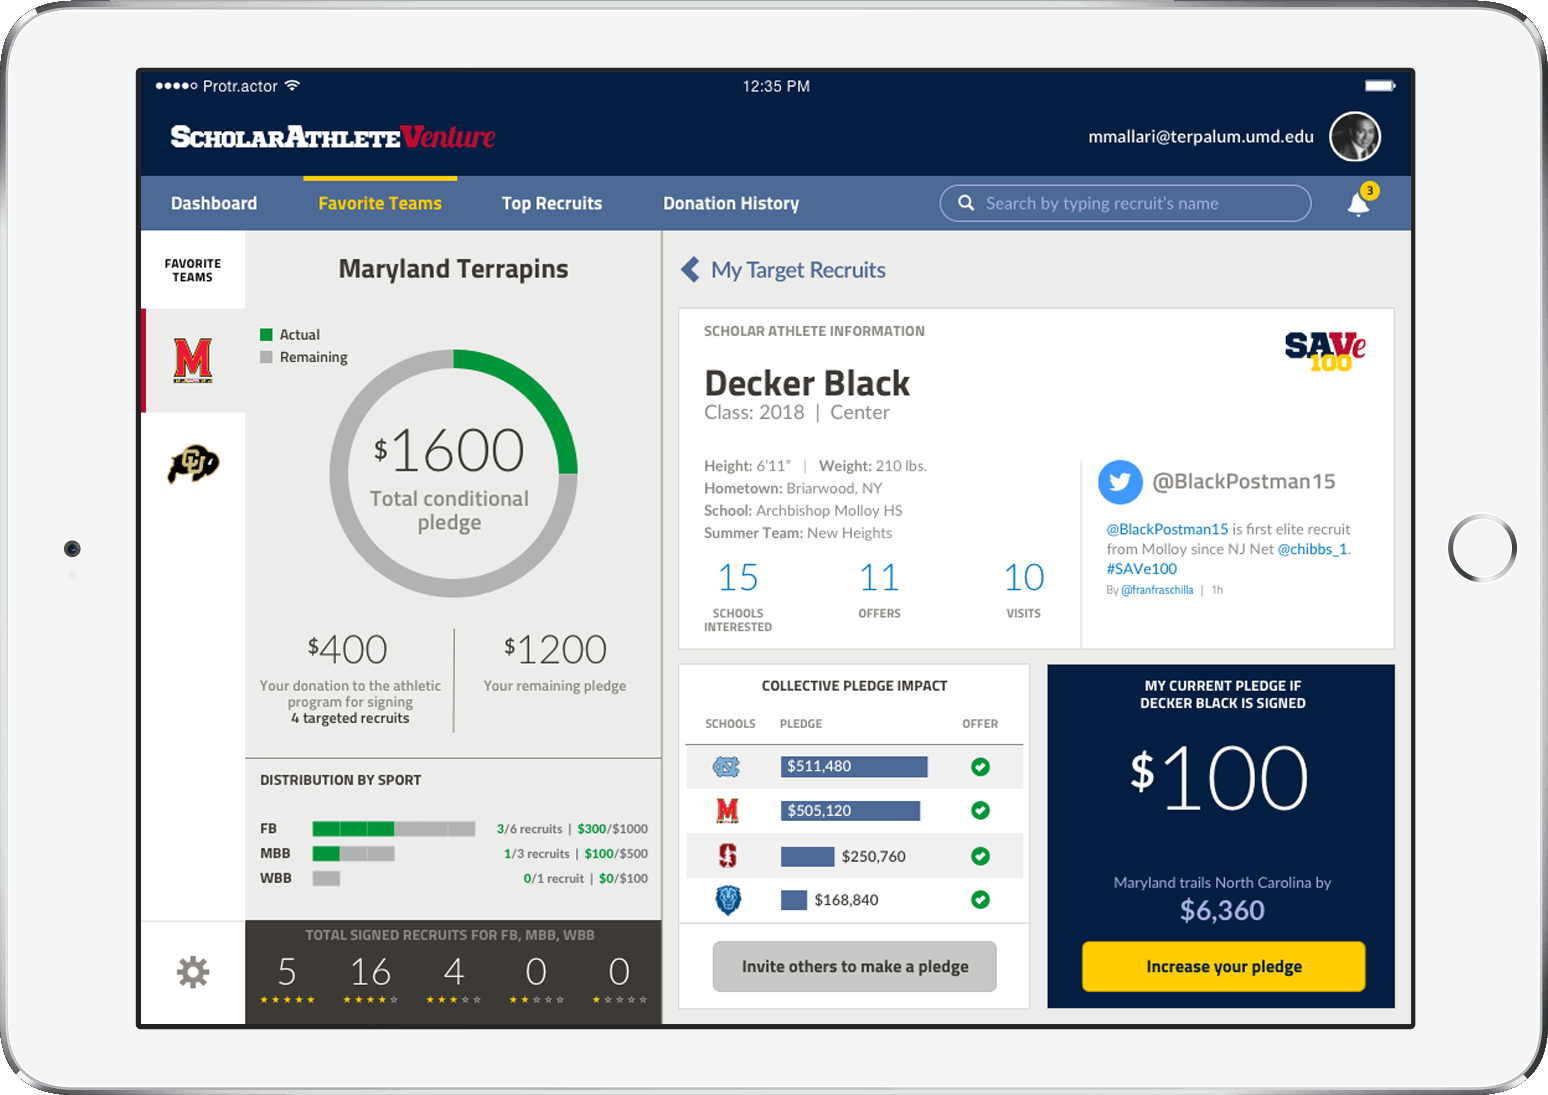 Protr.actor
12:35 PM
SCHOLARATHLETEVenture
mmallari@terpalum.umd.edu
Dashboard
Favorite Teams
Top Recruits
Donation History
Search by typing recruit's name
3
FAVORITE
TEAMS
M
CU
Maryland Terrapins
Actual
Remaining
$1600
Total conditional
pledge
$400
Your donation to the athletic
program for signing
4 targeted recruits
$1200
Your remaining pledge
DISTRIBUTION BY SPORT
FB 3/6 recruits | $300/$1000
MBB 1/3 recruits | $100/$500
WBB 0/1 recruit | $0/$100
TOTAL SIGNED RECRUITS FOR FB, MBB, WBB
5 16 4 0 0
My Target Recruits
SCHOLAR ATHLETE INFORMATION
SAVe
100
Decker Black
Class: 2018 | Center
Height: 6'11" | Weight: 210 lbs.
Hometown: Briarwood, NY
School: Archbishop Molloy HS
Summer Team: New Heights
15
SCHOOLS
INTERESTED
11
OFFERS
10
VISITS
@BlackPostman15
@BlackPostman15 is first elite recruit
from Molloy since NJ Net @chibbs_1.
#SAVe100
By @franfraschilla | 1h
COLLECTIVE PLEDGE IMPACT
SCHOOLS PLEDGE OFFER
NC $511,480
M $505,120
S $250,760
$168,840
Invite others to make a pledge
MY CURRENT PLEDGE IF
DECKER BLACK IS SIGNED
$100
Maryland trails North Carolina by
$6,360
Increase your pledge